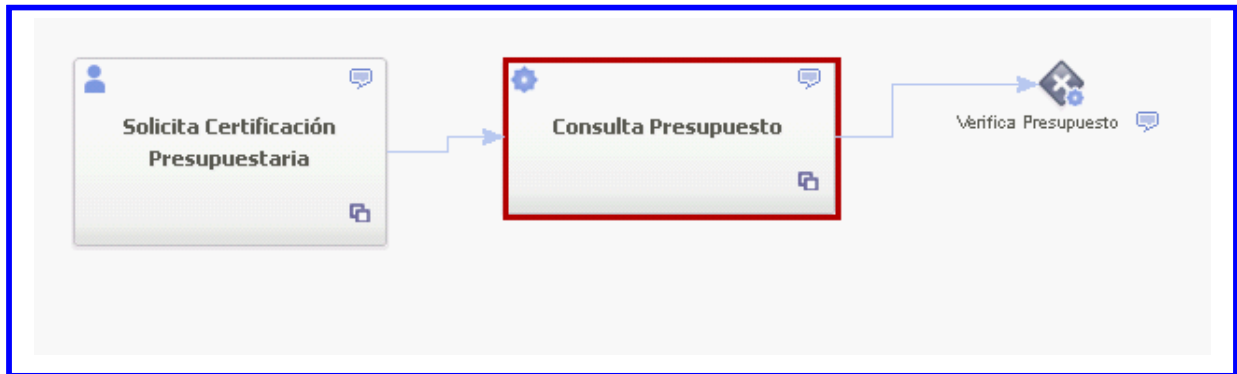 Solicita Certificación
Presupuestaria
Consulta Presupuesto
Verifica Presupuesto